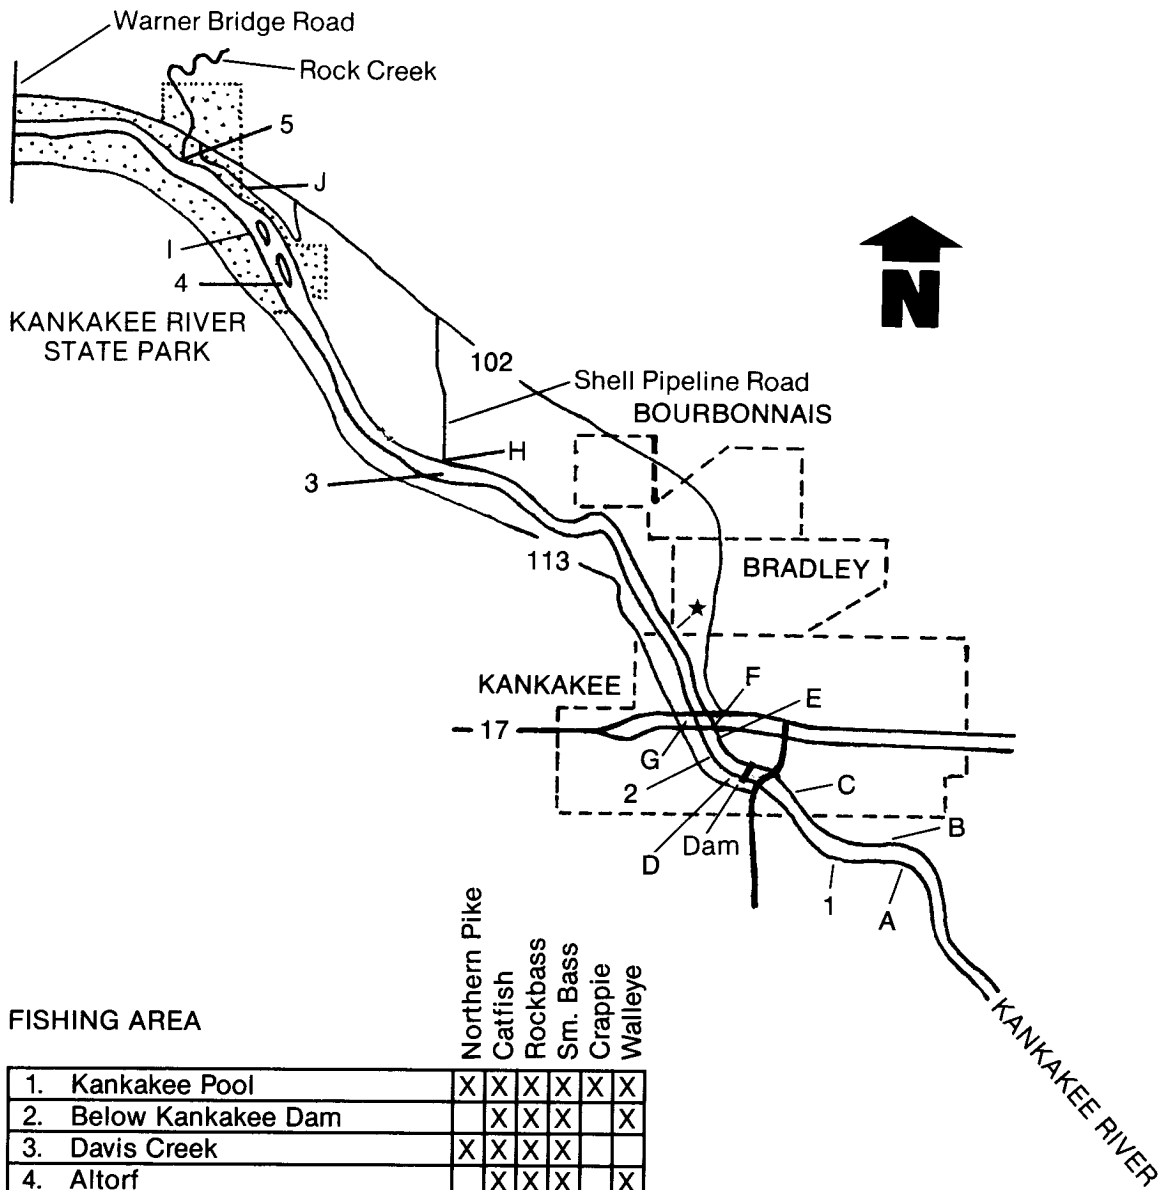 Warner Bridge Road
Rock Creek
5
J
I
4
KANKAKEE RIVER
STATE PARK
N
102
Shell Pipeline Road
BOURBONNAIS
H
3
113
BRADLEY
KANKAKEE
F
E
17
G
2
C
D
Dam
B
1
A
KANKAKEE RIVER
FISHING AREA
Northern Pike
Catfish
Rockbass
Sm. Bass
Crappie
Walleye
1. Kankakee Pool X X X X X X
2. Below Kankakee Dam X X X X
3. Davis Creek X X X X
4. Altorf X X X X